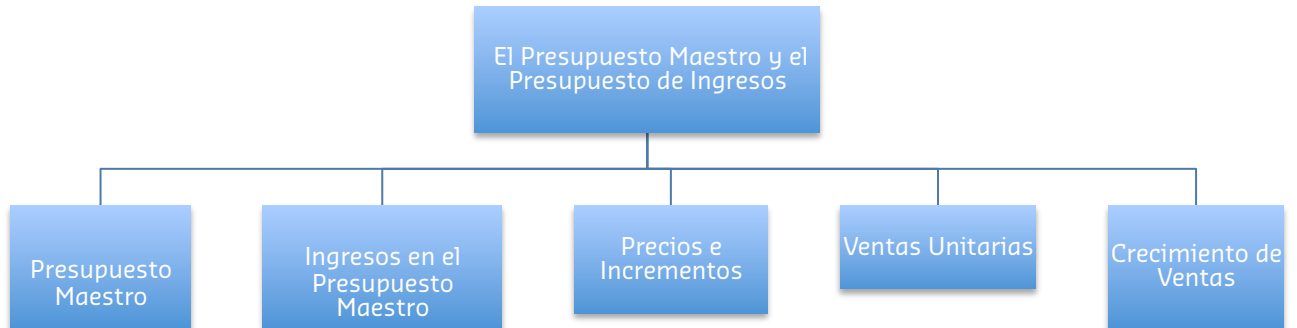 El Presupuesto Maestro y el
Presupuesto de Ingresos
Presupuesto
Maestro
Ingresos en el
Presupuesto
Maestro
Precios e
Incrementos
Ventas Unitarias
Crecimiento de
Ventas